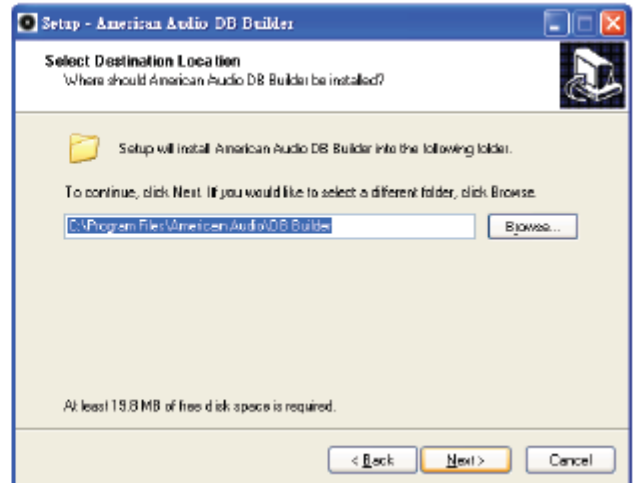 Setup - American Audio DB Builder
Select Destination Location
Where should American Audio DB Builder be installed?
Setup will install American Audio DB Builder into the following folder.
To continue, click Next. If you would like to select a different folder, click Browse.
C:\Program Files\American Audio\DB Builder
Browse...
At least 19.8 MB of free disk space is required.
< Back
Next >
Cancel